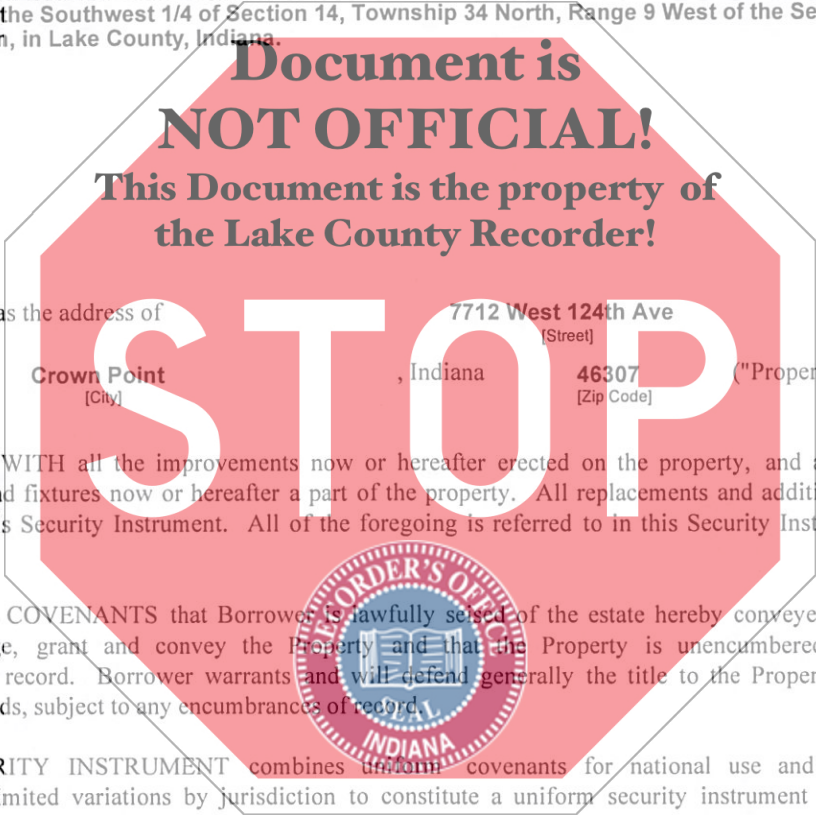 the Southwest 1/4 of Section 14, Township 34 North, Range 9 West of the Se
n, in Lake County, Indiana.
Document is
NOT OFFICIAL!
This Document is the property of
the Lake County Recorder!
as the address of 7712 West 124th Ave
[Street]
STOP
Crown Point , Indiana 46307 ("Proper
[City] [Zip Code]
WITH all the improvements now or hereafter erected on the property, and a
d fixtures now or hereafter a part of the property. All replacements and additi
s Security Instrument. All of the foregoing is referred to in this Security Inst
RECORDER'S OFFICE
SEAL
INDIANA
COVENANTS that Borrower is lawfully seised of the estate hereby conveye
e, grant and convey the Property and that the Property is unencumbered
record. Borrower warrants and will defend generally the title to the Proper
ds, subject to any encumbrances of record.
RITY INSTRUMENT combines uniform covenants for national use and
imited variations by jurisdiction to constitute a uniform security instrument